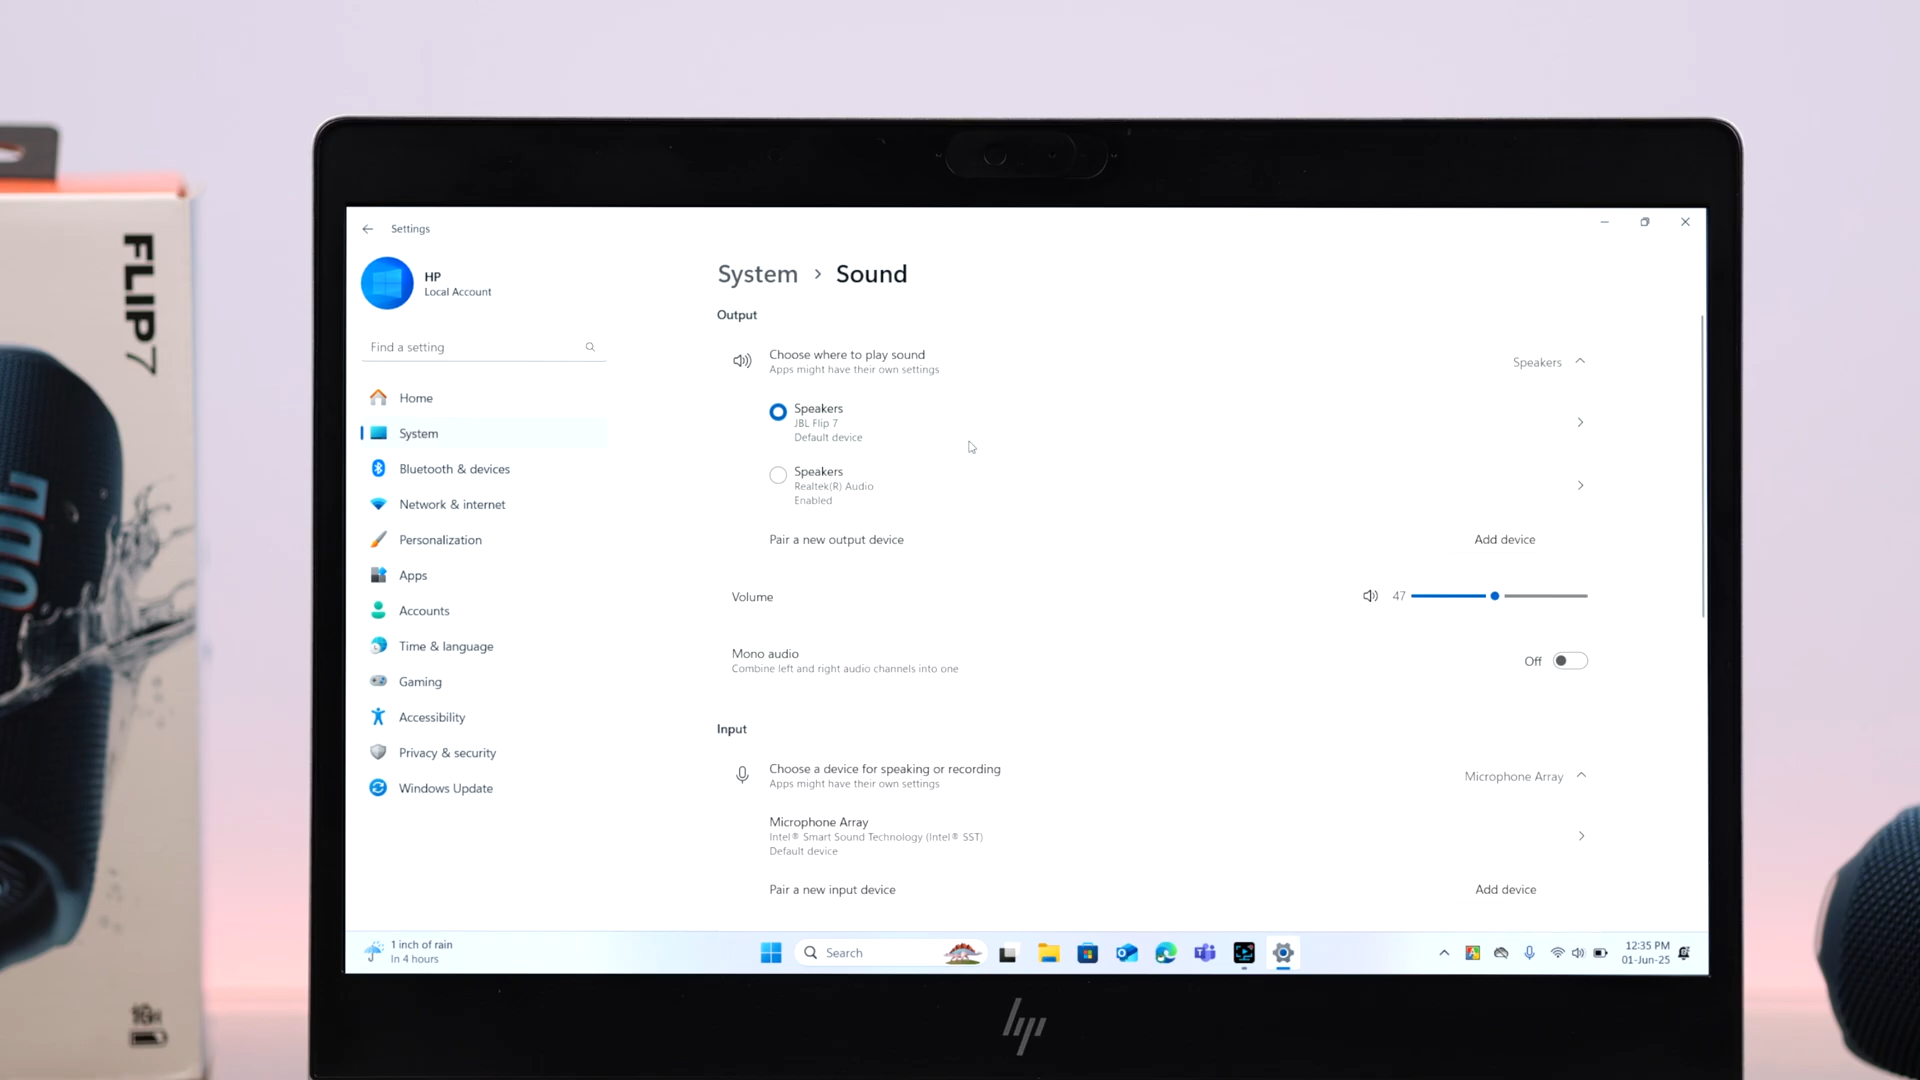 FLIP7
Settings
HP
Local Account
Find a setting
Home
System
Bluetooth & devices
Network & internet
Personalization
Apps
Accounts
Time & language
Gaming
Accessibility
Privacy & security
Windows Update
System > Sound
Output
Choose where to play sound
Apps might have their own settings
Speakers
Speakers
JBL Flip 7
Default device
Speakers
Realtek(R) Audio
Enabled
Pair a new output device
Add device
Volume
47
Mono audio
Combine left and right audio channels into one
Off
Input
Choose a device for speaking or recording
Apps might have their own settings
Microphone Array
Microphone Array
Intel® Smart Sound Technology (Intel® SST)
Default device
Pair a new input device
Add device
1 inch of rain
In 4 hours
Search
12:35 PM
01-Jun-25
hp